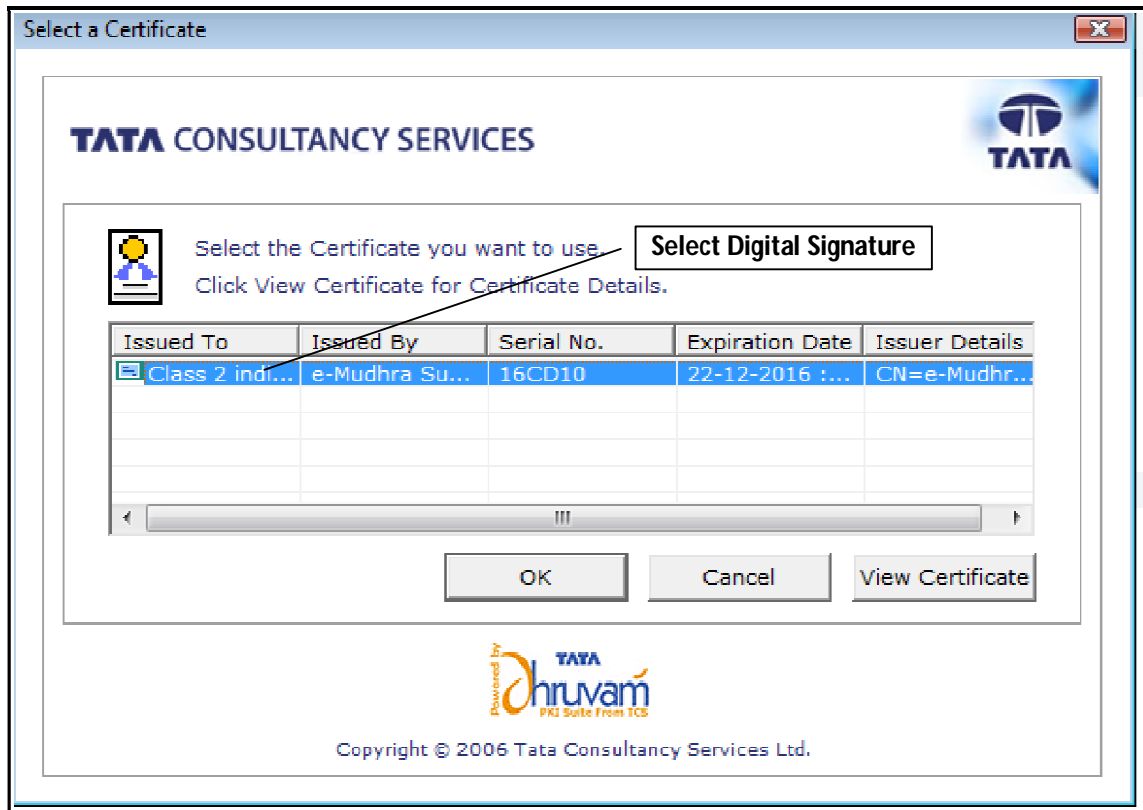 Select a Certificate
TATA CONSULTANCY SERVICES
TATA
Select the Certificate you want to use.
Select Digital Signature
Click View Certificate for Certificate Details.
Issued To Issued By Serial No. Expiration Date Issuer Details
Class 2 indi... e-Mudhra Su... 16CD10 22-12-2016 :... CN=e-Mudhr...
OK Cancel View Certificate
Powered by
TATA
Dhruvam
PKI Suite From TCS
Copyright © 2006 Tata Consultancy Services Ltd.